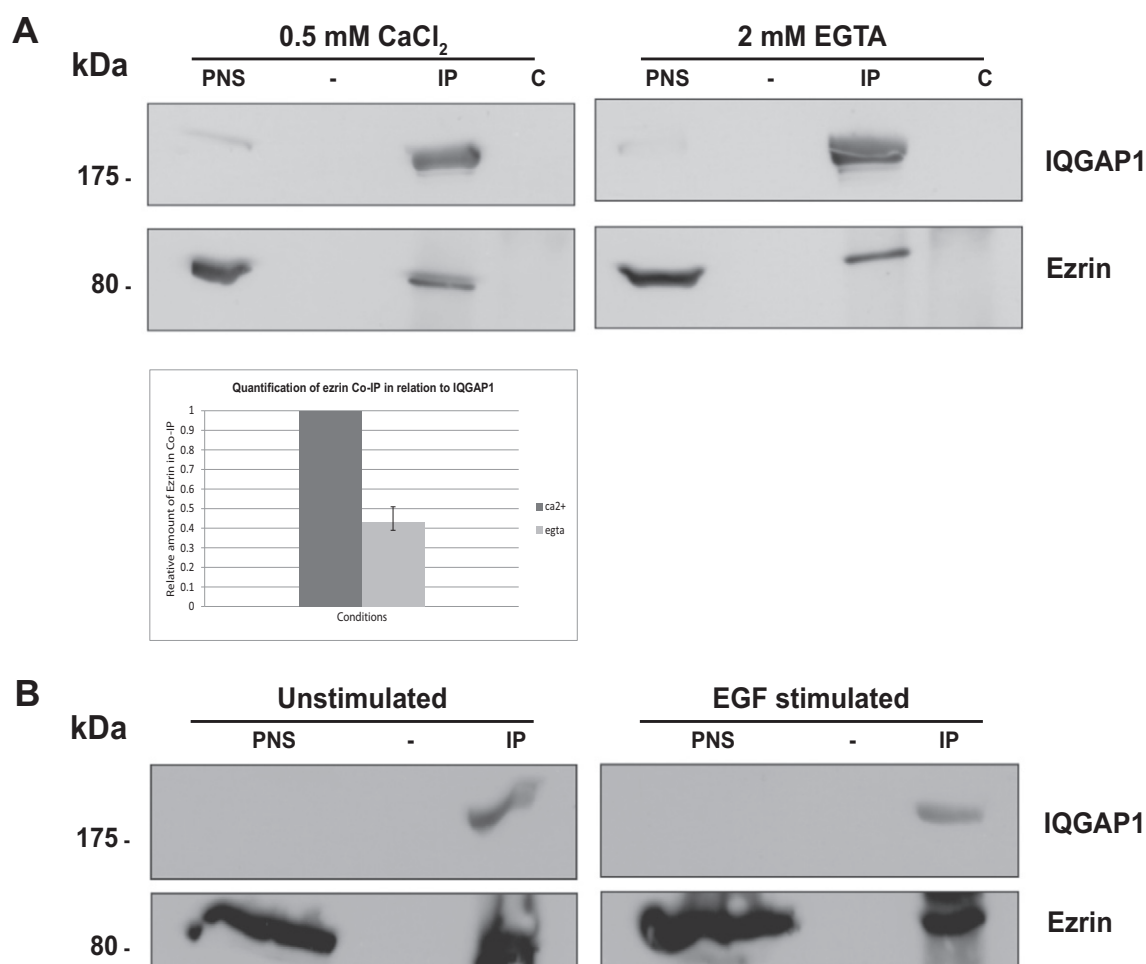 A
kDa
0.5 mM CaCl₂
2 mM EGTA
PNS - IP C
PNS - IP C
175 -
IQGAP1
80 -
Ezrin
Quantification of ezrin Co-IP in relation to IQGAP1
Relative amount of Ezrin in Co-IP
1
0.9
0.8
0.7
0.6
0.5
0.4
0.3
0.2
0.1
0
ca2+
egta
Conditions
B
kDa
Unstimulated
EGF stimulated
PNS - IP
PNS - IP
175 -
IQGAP1
80 -
Ezrin